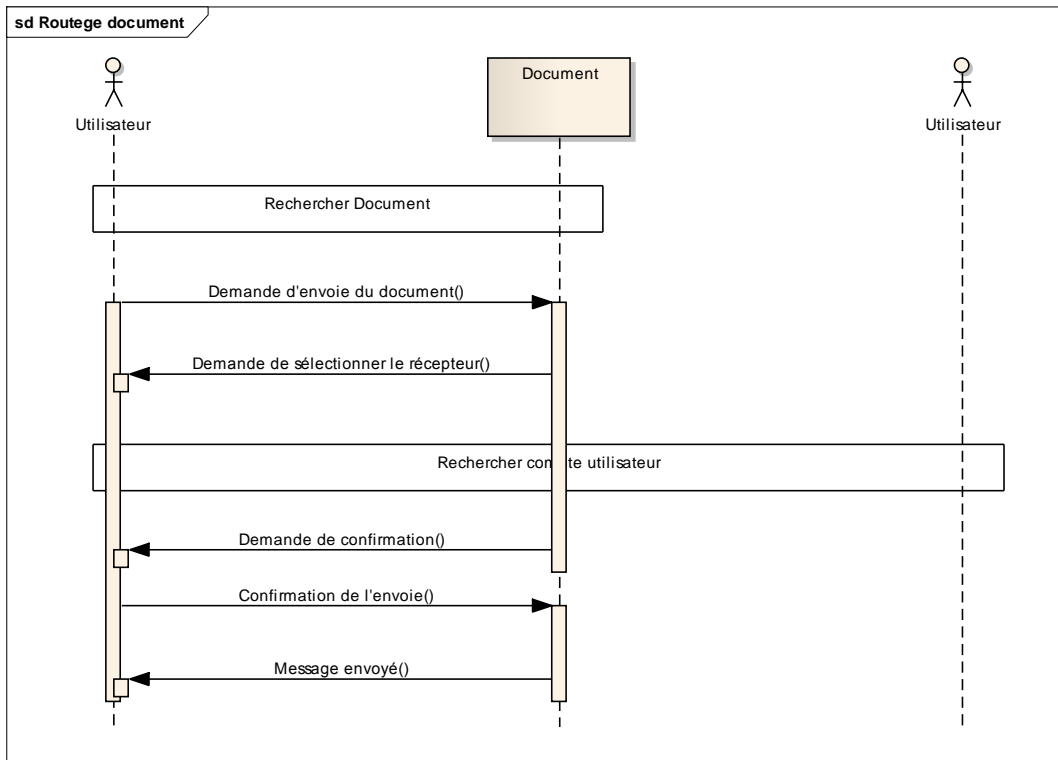 sd Routege document
Utilisateur
Document
Utilisateur
Rechercher Document
Demande d'envoie du document()
Demande de sélectionner le récepteur()
Rechercher compte utilisateur
Demande de confirmation()
Confirmation de l'envoie()
Message envoyé()